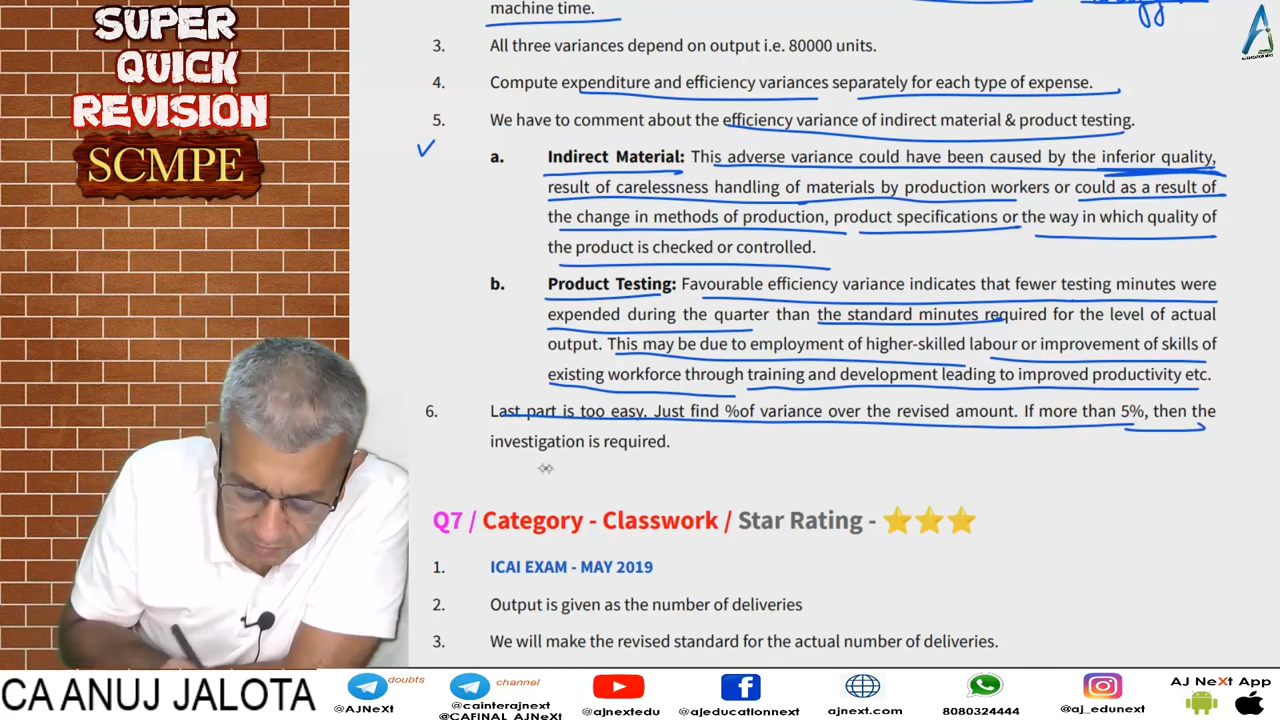 SUPER
QUICK
REVISION
SCMPE
machine time.
3. All three variances depend on output i.e. 80000 units.
4. Compute expenditure and efficiency variances separately for each type of expense.
5. We have to comment about the efficiency variance of indirect material & product testing.
a. Indirect Material: This adverse variance could have been caused by the inferior quality,
result of carelessness handling of materials by production workers or could as a result of
the change in methods of production, product specifications or the way in which quality of
the product is checked or controlled.
b. Product Testing: Favourable efficiency variance indicates that fewer testing minutes were
expended during the quarter than the standard minutes required for the level of actual
output. This may be due to employment of higher-skilled labour or improvement of skills of
existing workforce through training and development leading to improved productivity etc.
6. Last part is too easy. Just find %of variance over the revised amount. If more than 5%, then the
investigation is required.
Q7 / Category - Classwork / Star Rating -
1. ICAI EXAM - MAY 2019
2. Output is given as the number of deliveries
3. We will make the revised standard for the actual number of deliveries.
CA ANUJ JALOTA
doubts
@AJNeXt
channel
@cainterajnext
@CAFINAL_AJNeXt
@ajnextedu
@ajeducationnext
ajnext.com
8080324444
@aj_edunext
AJ NeXt App